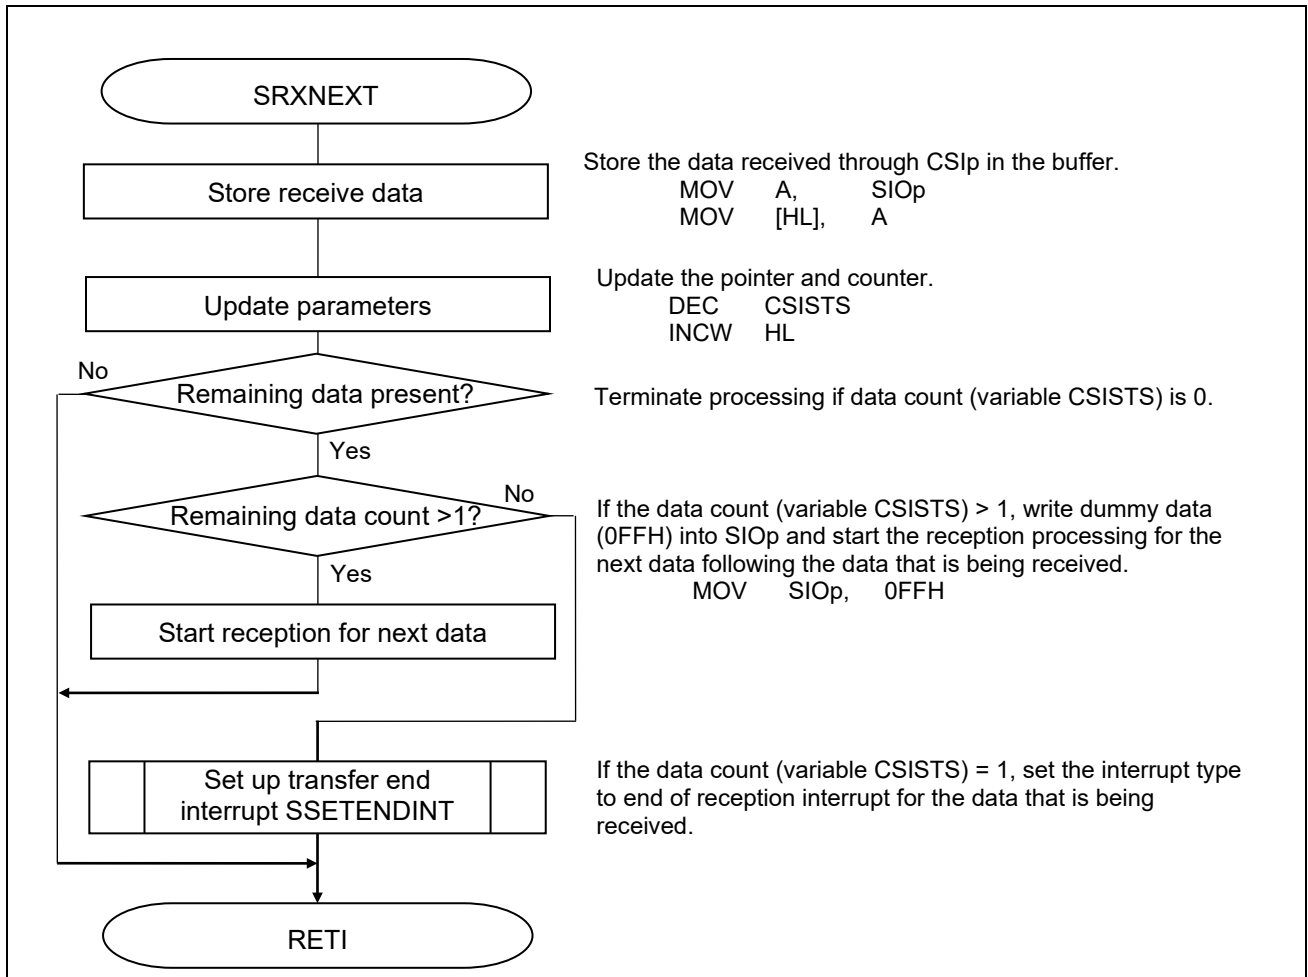 SRXNEXT
Store receive data
Store the data received through CSIp in the buffer.
MOV A, SIOp
MOV [HL], A
Update parameters
Update the pointer and counter.
DEC CSISTS
INCW HL
No
Remaining data present?
Terminate processing if data count (variable CSISTS) is 0.
Yes
No
Remaining data count >1?
If the data count (variable CSISTS) > 1, write dummy data
(0FFH) into SIOp and start the reception processing for the
next data following the data that is being received.
MOV SIOp, 0FFH
Yes
Start reception for next data
Set up transfer end
interrupt SSETENDINT
If the data count (variable CSISTS) = 1, set the interrupt type
to end of reception interrupt for the data that is being
received.
RETI